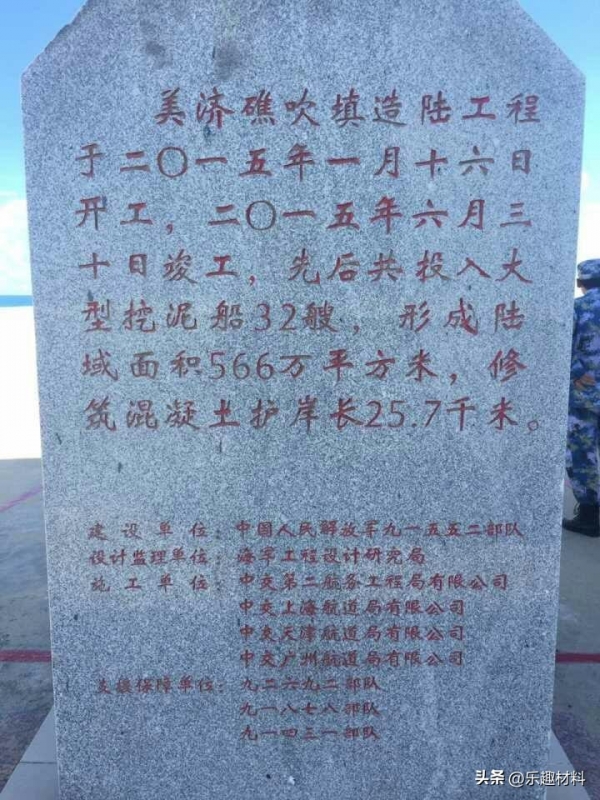 美济礁吹填造陆工程
于二〇一五年一月十六日
开工，二〇一五年六月三
十日竣工，先后共投入大
型挖泥船32艘，形成陆
域面积566万平方米，修
筑混凝土护岸长25.7千米。
建设单位：中国人民解放军九一五五二部队
设计监理单位：海军工程设计研究局
施工单位：中交第二航务工程局有限公司
中交上海航道局有限公司
中交天津航道局有限公司
中交广州航道局有限公司
支援保障单位：九二六九二部队
九一八七八部队
九一四三一部队
头条 @乐趣材料